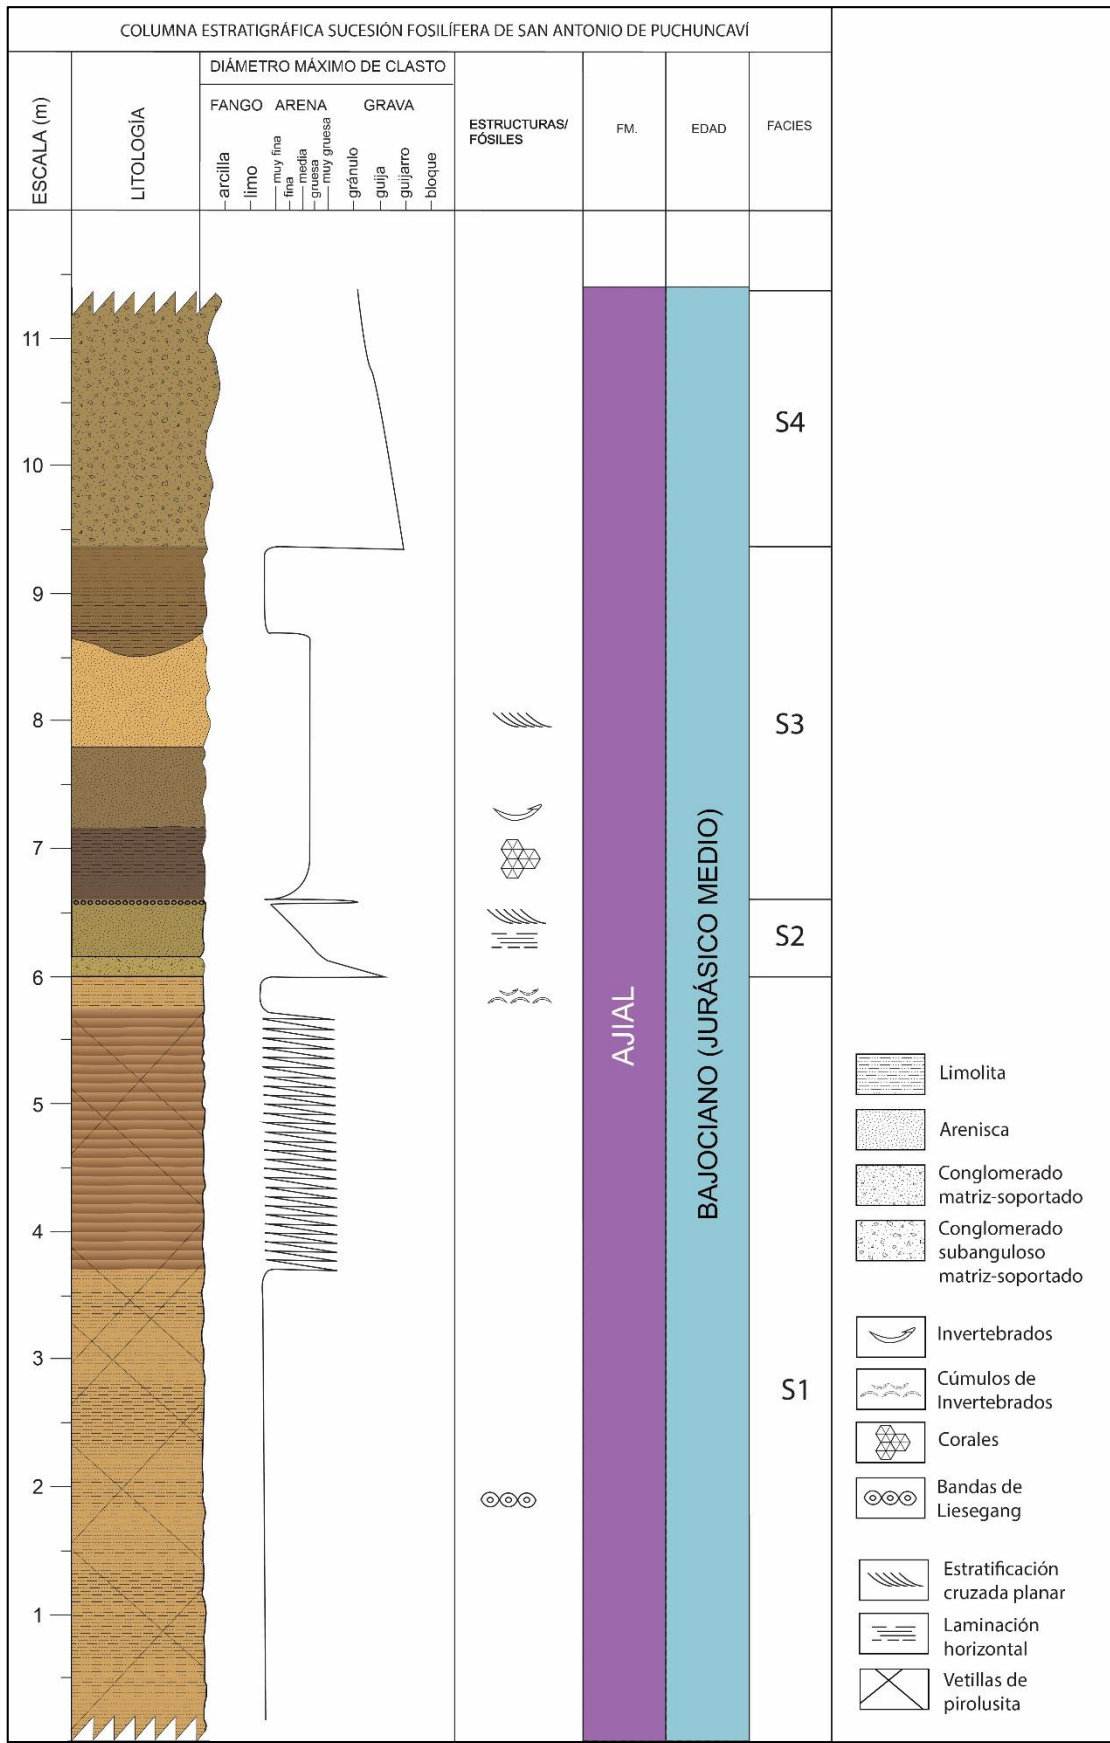 COLUMNA ESTRATIGRÁFICA SUCESIÓN FOSILÍFERA DE SAN ANTONIO DE PUCHUNCAVÍ
ESCALA (m)
LITOLOGÍA
DIÁMETRO MÁXIMO DE CLASTO
FANGO ARENA GRAVA
arcilla
limo
muy fina
fina
media
gruesa
muy gruesa
gránulo
guija
guijarro
bloque
ESTRUCTURAS/
FÓSILES
FM.
EDAD
FACIES
11
10
9
8
7
6
5
4
3
2
1
AJIAL
BAJOCIANO (JURÁSICO MEDIO)
S4
S3
S2
S1
Limolita
Arenisca
Conglomerado
matriz-soportado
Conglomerado
subanguloso
matriz-soportado
Invertebrados
Cúmulos de
Invertebrados
Corales
Bandas de
Liesegang
Estratificación
cruzada planar
Laminación
horizontal
Vetillas de
pirolusita